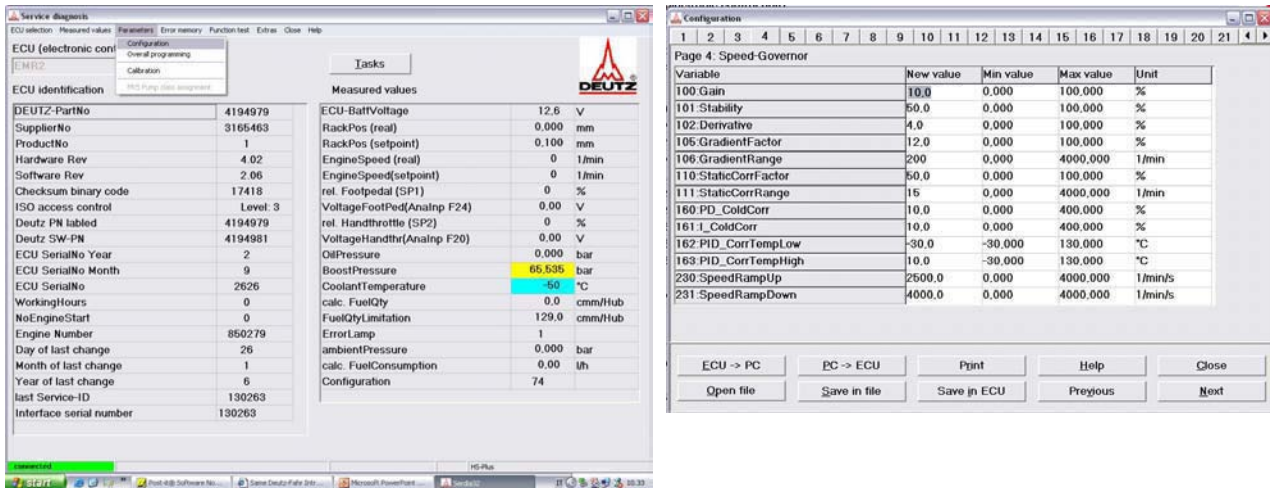 Service diagnosis
ECU selection Measured values Parameters Error memory Function test Extras Close Help
Configuration
Overall programming
Calibration
ECU (electronic cont
EMR2
Tasks
DEUTZ
ECU identification
Measured values
DEUTZ-PartNo 4194979
SupplierNo 3165463
ProductNo 1
Hardware Rev 4.02
Software Rev 2.06
Checksum binary code 17418
ISO access control Level: 3
Deutz PN labled 4194979
Deutz SW-PN 4194981
ECU SerialNo Year 2
ECU SerialNo Month 9
ECU SerialNo 2626
WorkingHours 0
NoEngineStart 0
Engine Number 850279
Day of last change 26
Month of last change 1
Year of last change 6
last Service-ID 130263
Interface serial number 130263
ECU-BattVoltage 12,6 V
RackPos (real) 0,000 mm
RackPos (setpoint) 0,100 mm
EngineSpeed (real) 0 1/min
EngineSpeed(setpoint) 0 1/min
rel. Footpedal (SP1) 0 %
VoltageFootPed(AnaInp F24) 0,00 V
rel. Handthrottle (SP2) 0 %
VoltageHandthr(AnaInp F20) 0,00 V
OilPressure 0,000 bar
BoostPressure 65,535 bar
CoolantTemperature -50 °C
calc. FuelQty 0,0 cmm/Hub
FuelQtyLimitation 129,0 cmm/Hub
ErrorLamp 1
ambientPressure 0,000 bar
calc. FuelConsumption 0,00 l/h
Configuration 74
connected
HS-Plus
start
Post-it® Software No...
Same Deutz-Fahr Intr...
Microsoft PowerPoint ...
Serdia32
IT
10.33
Configuration
1 2 3 4 5 6 7 8 9 10 11 12 13 14 15 16 17 18 19 20 21
Page 4: Speed-Governor
Variable New value Min value Max value Unit
100:Gain 10,0 0,000 100,000 %
101:Stability 50,0 0,000 100,000 %
102:Derivative 4,0 0,000 100,000 %
105:GradientFactor 12,0 0,000 100,000 %
106:GradientRange 200 0,000 4000,000 1/min
110:StaticCorrFactor 50,0 0,000 100,000 %
111:StaticCorrRange 15 0,000 4000,000 1/min
160:PD_ColdCorr 10,0 0,000 400,000 %
161:I_ColdCorr 10,0 0,000 400,000 %
162:PID_CorrTempLow -30,0 -30,000 130,000 °C
163:PID_CorrTempHigh 10,0 -30,000 130,000 °C
230:SpeedRampUp 2500,0 0,000 4000,000 1/min/s
231:SpeedRampDown 4000,0 0,000 4000,000 1/min/s
ECU -> PC PC -> ECU Print Help Close
Open file Save in file Save in ECU Previous Next